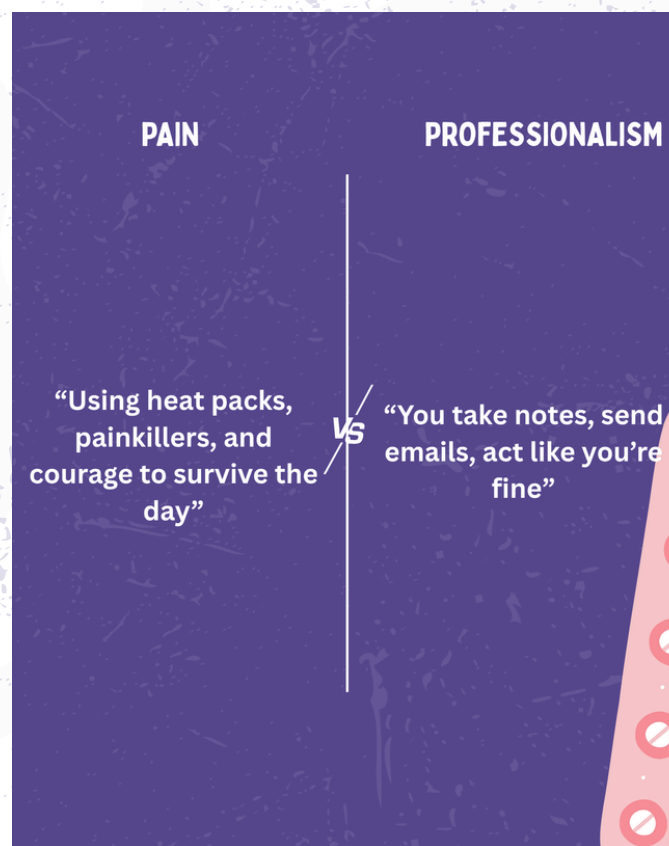 PAIN
PROFESSIONALISM
“Using heat packs,
painkillers, and
courage to survive the
day”
VS
“You take notes, send
emails, act like you’re
fine”